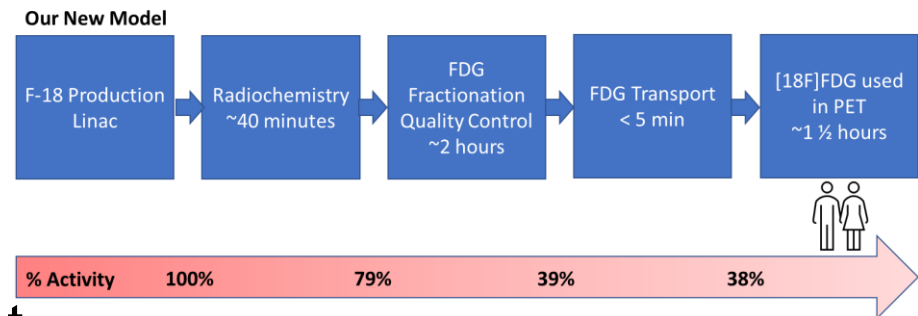 Our New Model
F-18 Production
Linac
Radiochemistry
~40 minutes
FDG
Fractionation
Quality Control
~2 hours
FDG Transport
< 5 min
[18F]FDG used
in PET
~1 ½ hours
% Activity 100% 79% 39% 38%